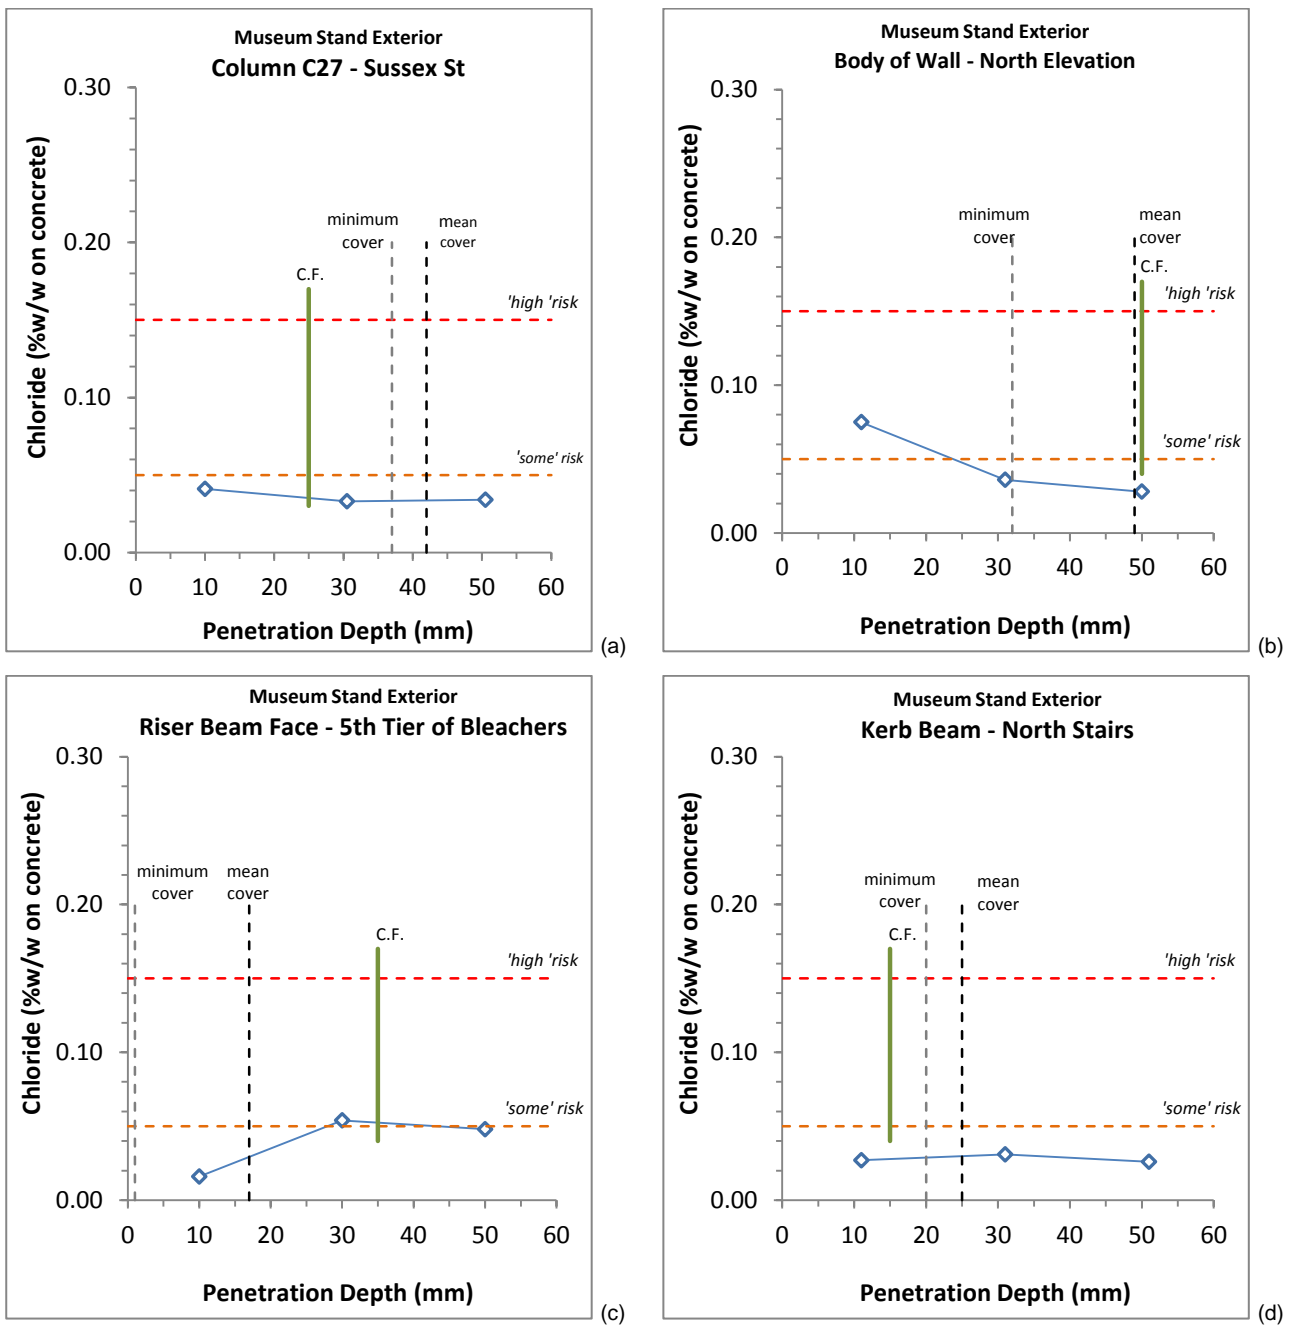 Museum Stand Exterior
Column C27 - Sussex St
0.30
0.20
0.10
0.00
Chloride (%w/w on concrete)
minimum
cover
mean
cover
C.F.
'high 'risk
'some' risk
0 10 20 30 40 50 60
Penetration Depth (mm)
(a)
Museum Stand Exterior
Body of Wall - North Elevation
0.30
0.20
0.10
0.00
Chloride (%w/w on concrete)
minimum
cover
mean
cover
C.F.
'high 'risk
'some' risk
0 10 20 30 40 50 60
Penetration Depth (mm)
(b)
Museum Stand Exterior
Riser Beam Face - 5th Tier of Bleachers
0.30
0.20
0.10
0.00
Chloride (%w/w on concrete)
minimum
cover
mean
cover
C.F.
'high 'risk
'some' risk
0 10 20 30 40 50 60
Penetration Depth (mm)
(c)
Museum Stand Exterior
Kerb Beam - North Stairs
0.30
0.20
0.10
0.00
Chloride (%w/w on concrete)
minimum
cover
mean
cover
C.F.
'high 'risk
'some' risk
0 10 20 30 40 50 60
Penetration Depth (mm)
(d)